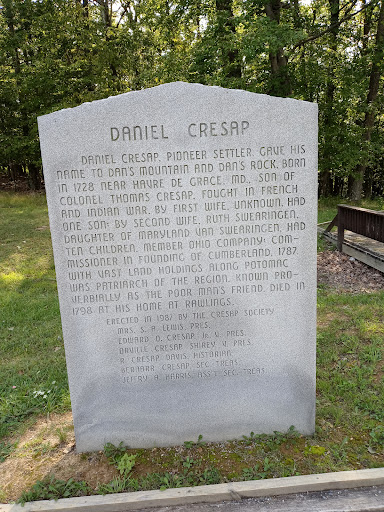 DANIEL CRESAP
DANIEL CRESAP, PIONEER SETTLER, GAVE HIS
NAME TO DAN'S MOUNTAIN AND DAN'S ROCK. BORN
IN 1728 NEAR HAVRE DE GRACE, MD., SON OF
COLONEL THOMAS CRESAP, FOUGHT IN FRENCH
AND INDIAN WAR. BY FIRST WIFE, UNKNOWN, HAD
ONE SON; BY SECOND WIFE, RUTH SWEARINGEN,
DAUGHTER OF MARYLAND VAN SWEARINGEN, HAD
TEN CHILDREN. MEMBER OHIO COMPANY; COM-
MISSIONER IN FOUNDING OF CUMBERLAND, 1787
WITH VAST LAND HOLDINGS ALONG POTOMAC
WAS PATRIARCH OF THE REGION, KNOWN PRO-
VERBIALLY AS THE POOR MAN'S FRIEND. DIED IN
1798 AT HIS HOME AT RAWLINGS.
ERECTED IN 1961 BY THE CRESAP SOCIETY
MRS. S. A. LEWIS, PRES.
EDWARD O. CRESAP, JR. V. PRES.
ORVILLE CRESAP SHIREY, V. PRES.
R. CRESAP DAVIS HISTORIAN
BERNARR CRESAP, SEC. TREAS.
A. HARRIS, ASS'T SEC.-TREAS.